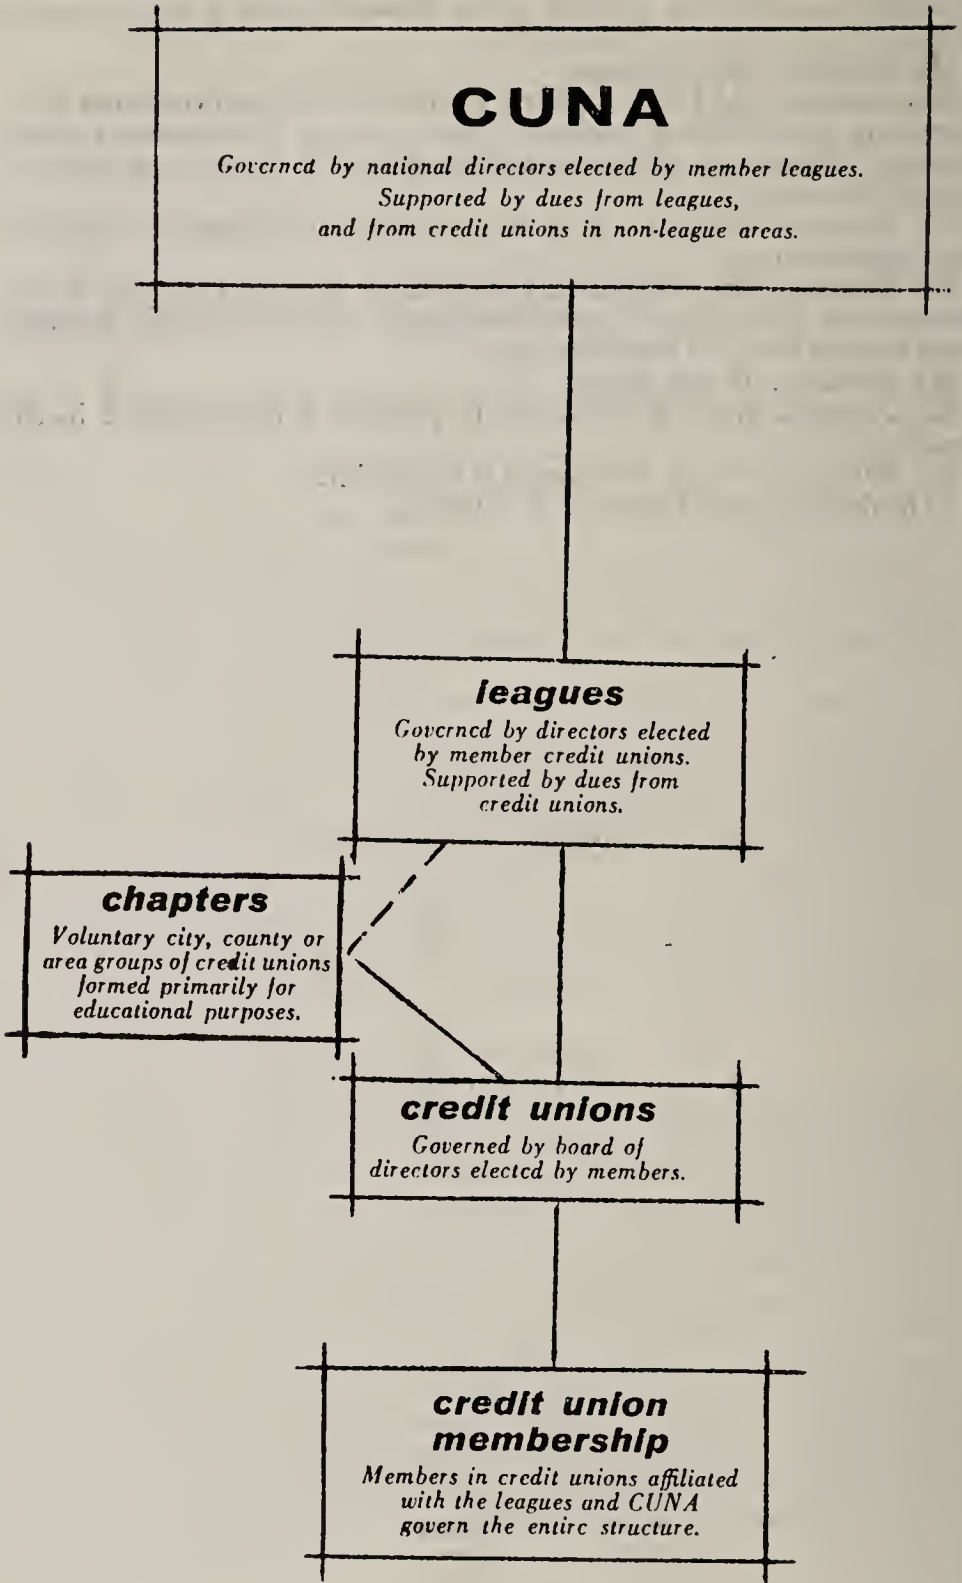 CUNA
Governed by national directors elected by member leagues.
Supported by dues from leagues,
and from credit unions in non-league areas.
leagues
Governed by directors elected
by member credit unions.
Supported by dues from
credit unions.
chapters
Voluntary city, county or
area groups of credit unions
formed primarily for
educational purposes.
credit unions
Governed by board of
directors elected by members.
credit union
membership
Members in credit unions affiliated
with the leagues and CUNA
govern the entire structure.